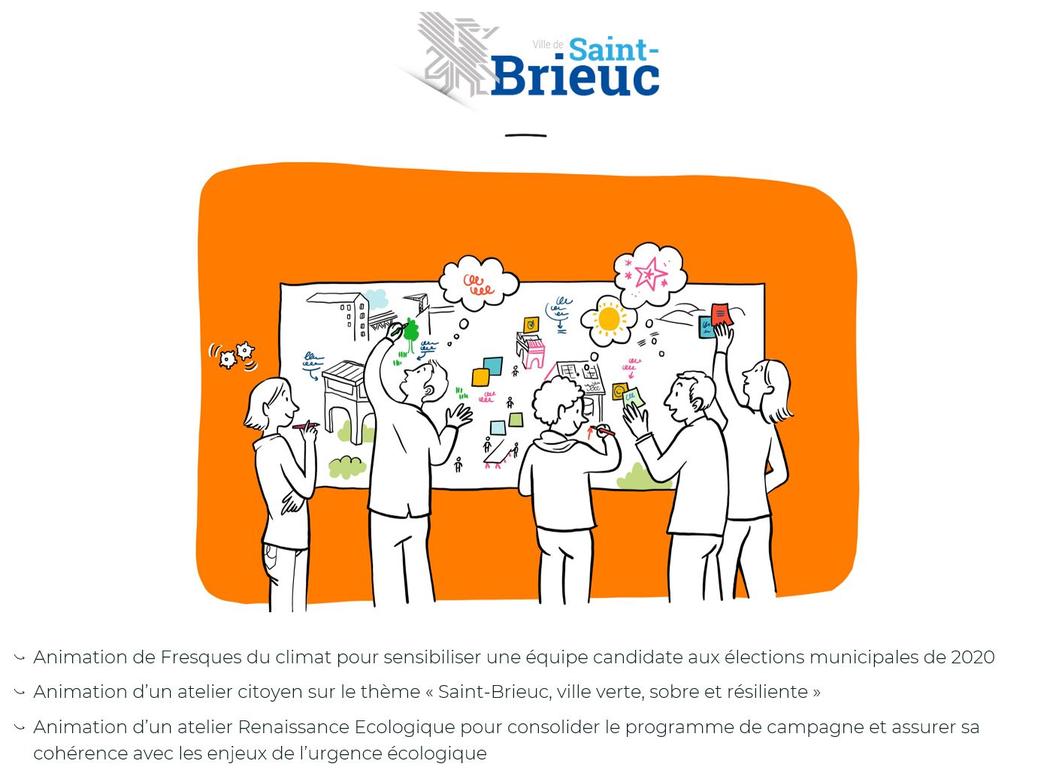 Ville de Saint-
Brieuc
Animation de Fresques du climat pour sensibiliser une équipe candidate aux élections municipales de 2020
Animation d'un atelier citoyen sur le thème « Saint-Brieuc, ville verte, sobre et résiliente »
Animation d'un atelier Renaissance Ecologique pour consolider le programme de campagne et assurer sa
cohérence avec les enjeux de l'urgence écologique